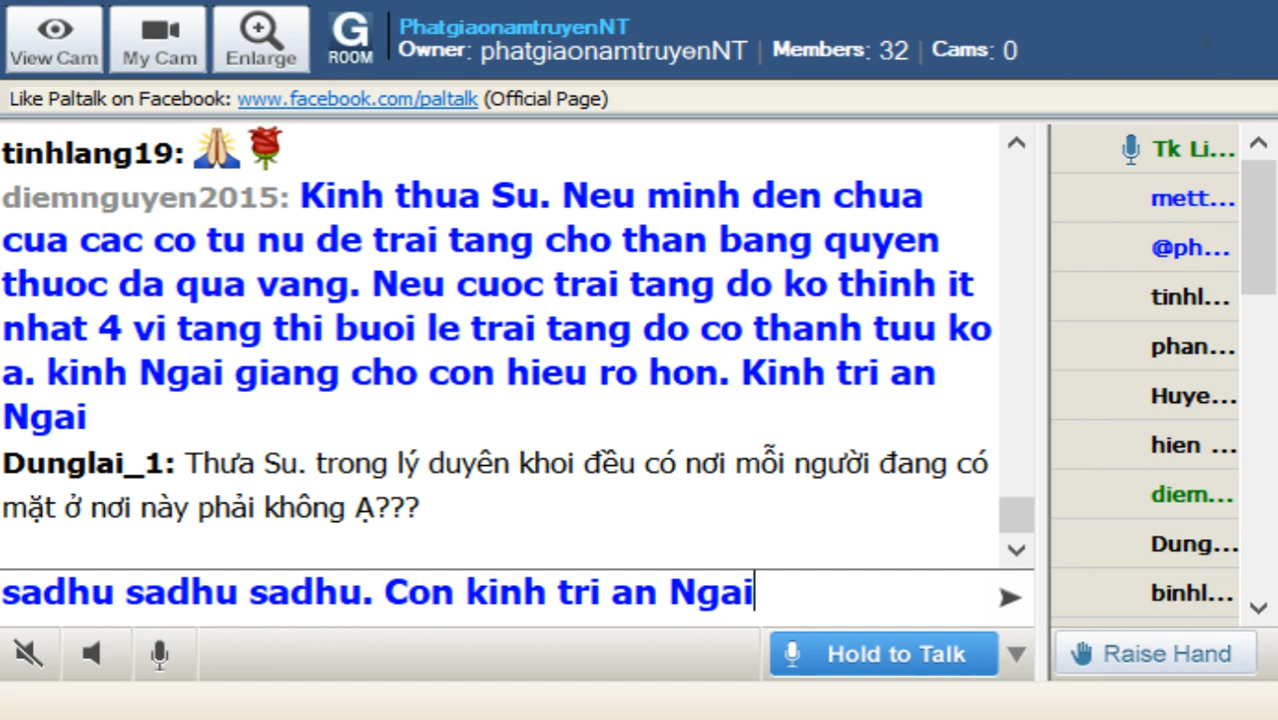 PhatgiaonamtruyenNT
Owner: phatgiaonamtruyenNT | Members: 32 | Cams: 0
View Cam
My Cam
Enlarge
G
ROOM
Like Paltalk on Facebook: www.facebook.com/paltalk (Official Page)
tinhlang19:
diemnguyen2015: Kinh thua Su. Neu minh den chua
cua cac co tu nu de trai tang cho than bang quyen
thuoc da qua vang. Neu cuoc trai tang do ko thinh it
nhat 4 vi tang thi buoi le trai tang do co thanh tuu ko
a. kinh Ngai giang cho con hieu ro hon. Kinh tri an
Ngai
Dunglai_1: Thưa Su. trong lý duyên khoi đều có nơi mỗi người đang có
mặt ở nơi này phải không Ạ???
sadhu sadhu sadhu. Con kinh tri an Ngai
Hold to Talk
Tk Li...
mett...
@ph...
tinhl...
phan...
Huye...
hien ...
diem...
Dung...
binhl...
Raise Hand